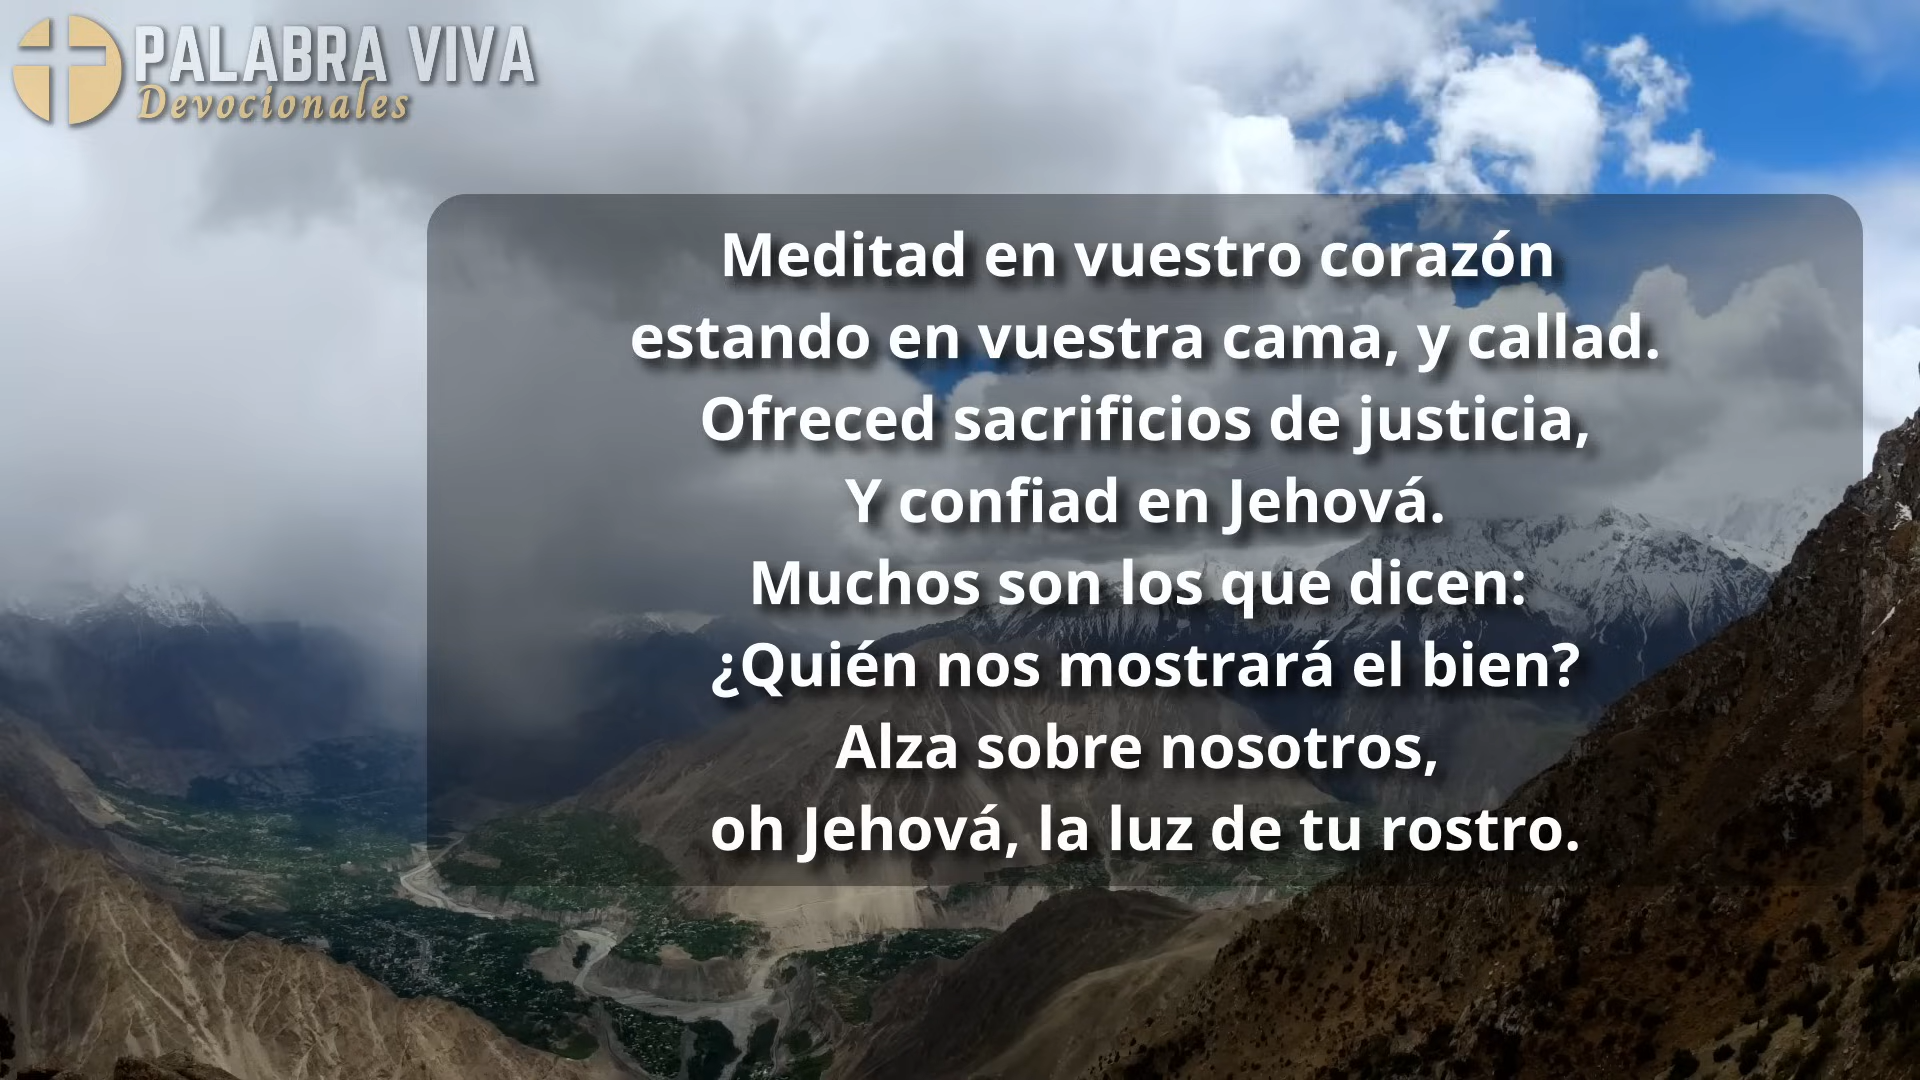 PALABRA VIVA
Devocionales
Meditad en vuestro corazón
estando en vuestra cama, y callad.
Ofreced sacrificios de justicia,
Y confiad en Jehová.
Muchos son los que dicen:
¿Quién nos mostrará el bien?
Alza sobre nosotros,
oh Jehová, la luz de tu rostro.